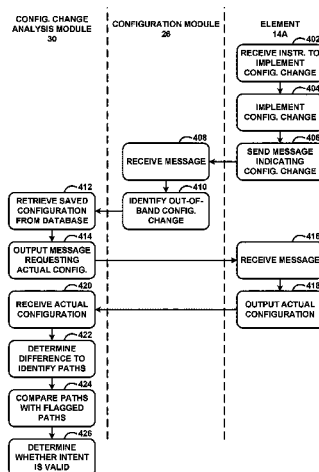 CONFIG. CHANGE
ANALYSIS MODULE
30
CONFIGURATION MODULE
26
ELEMENT
14A
402
RECEIVE INSTR. TO
IMPLEMENT
CONFIG. CHANGE
404
IMPLEMENT
CONFIG. CHANGE
406
SEND MESSAGE
INDICATING
CONFIG. CHANGE
408
RECEIVE MESSAGE
410
IDENTIFY OUT-OF-
BAND CONFIG.
CHANGE
412
RETRIEVE SAVED
CONFIGURATION
FROM DATABASE
414
OUTPUT MESSAGE
REQUESTING
ACTUAL CONFIG.
416
RECEIVE MESSAGE
418
OUTPUT ACTUAL
CONFIGURATION
420
RECEIVE ACTUAL
CONFIGURATION
422
DETERMINE
DIFFERENCE TO
IDENTIFY PATHS
424
COMPARE PATHS
WITH FLAGGED
PATHS
426
DETERMINE
WHETHER INTENT
IS VALID